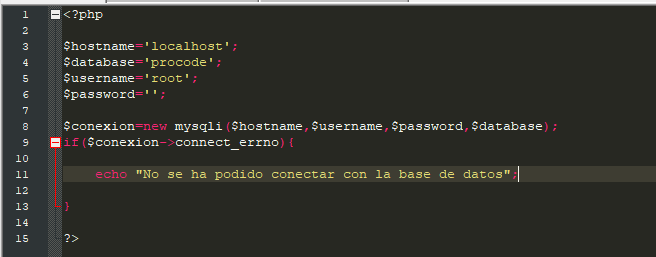 1 <?php
2
3 $hostname='localhost';
4 $database='procode';
5 $username='root';
6 $password='';
7
8 $conexion=new mysqli($hostname,$username,$password,$database);
9 if($conexion->connect_errno){
10
11 echo "No se ha podido conectar con la base de datos";
12
13 }
14
15 ?>